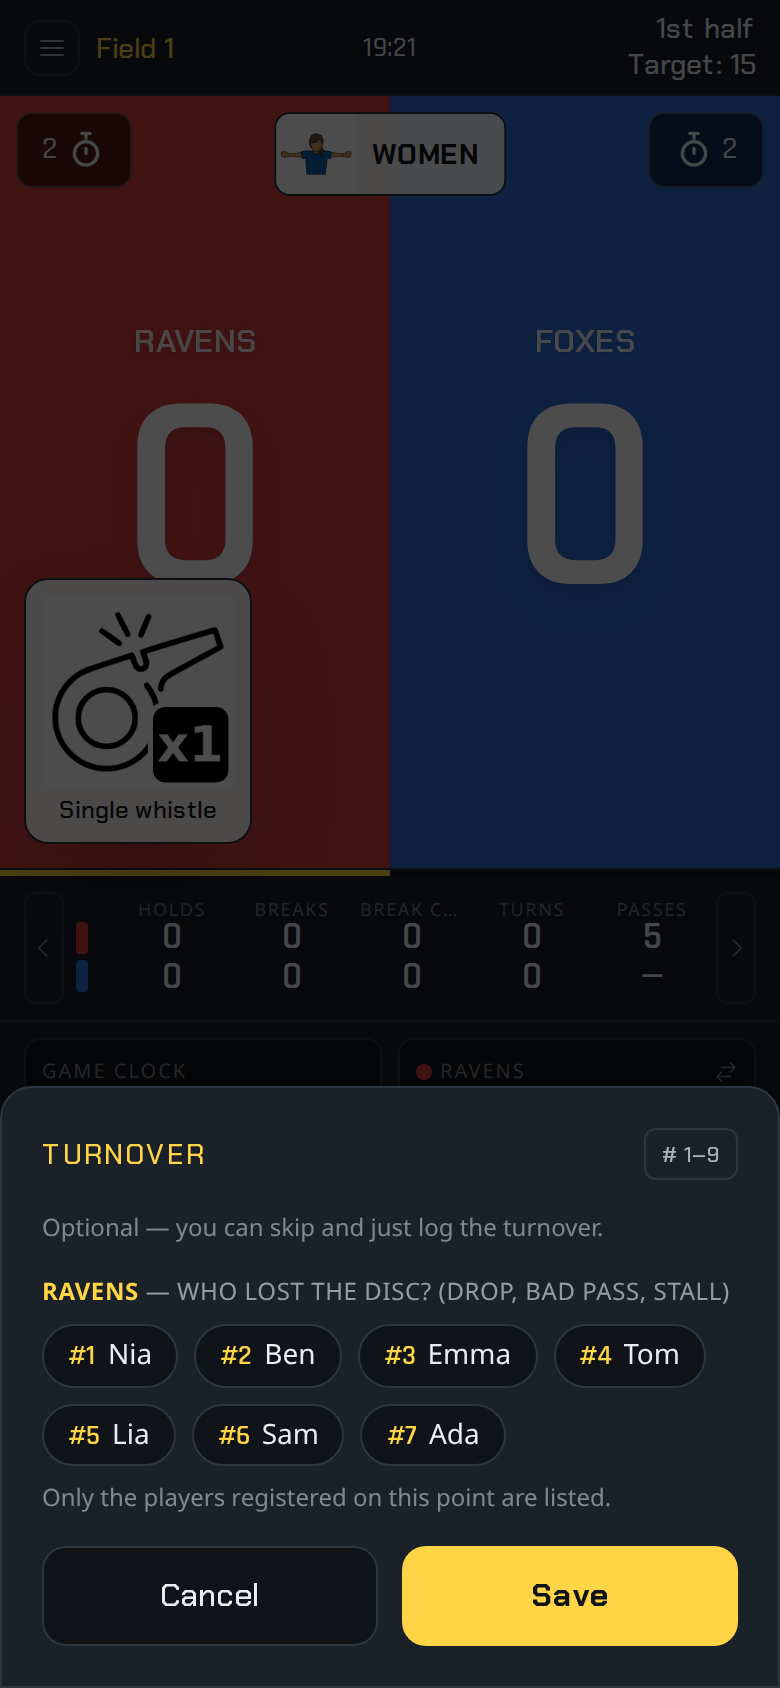 Field 1
19:21
1st half
Target: 15
2
WOMEN
2
RAVENS
FOXES
0
0
x1
Single whistle
HOLDS BREAKS BREAK C… TURNS PASSES
0 0 0 0 5
0 0 0 0 –
GAME CLOCK
RAVENS
TURNOVER
# 1–9
Optional — you can skip and just log the turnover.
RAVENS — WHO LOST THE DISC? (DROP, BAD PASS, STALL)
#1 Nia
#2 Ben
#3 Emma
#4 Tom
#5 Lia
#6 Sam
#7 Ada
Only the players registered on this point are listed.
Cancel
Save